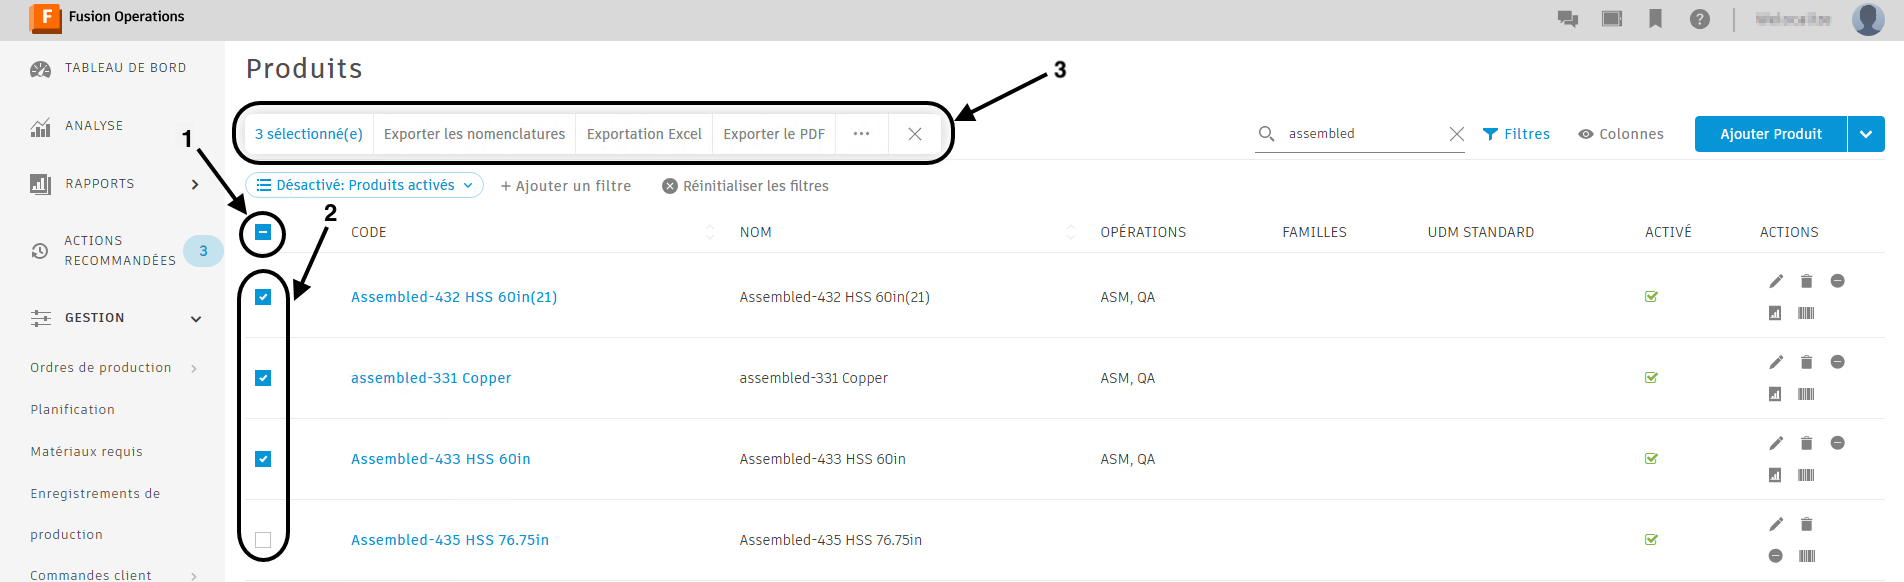 F Fusion Operations
?
TABLEAU DE BORD
ANALYSE
RAPPORTS
ACTIONS
RECOMMANDÉES
3
GESTION
Ordres de production
Planification
Matériaux requis
Enregistrements de
production
Commandes client
Produits
3
3 sélectionné(e) Exporter les nomenclatures Exportation Excel Exporter le PDF ...
assembled
Filtres
Colonnes
Ajouter Produit
1
Désactivé: Produits activés
+ Ajouter un filtre
Réinitialiser les filtres
2
CODE NOM OPÉRATIONS FAMILLES UDM STANDARD ACTIVÉ ACTIONS
Assembled-432 HSS 60in(21) Assembled-432 HSS 60in(21) ASM, QA
assembled-331 Copper assembled-331 Copper ASM, QA
Assembled-433 HSS 60in Assembled-433 HSS 60in ASM, QA
Assembled-435 HSS 76.75in Assembled-435 HSS 76.75in